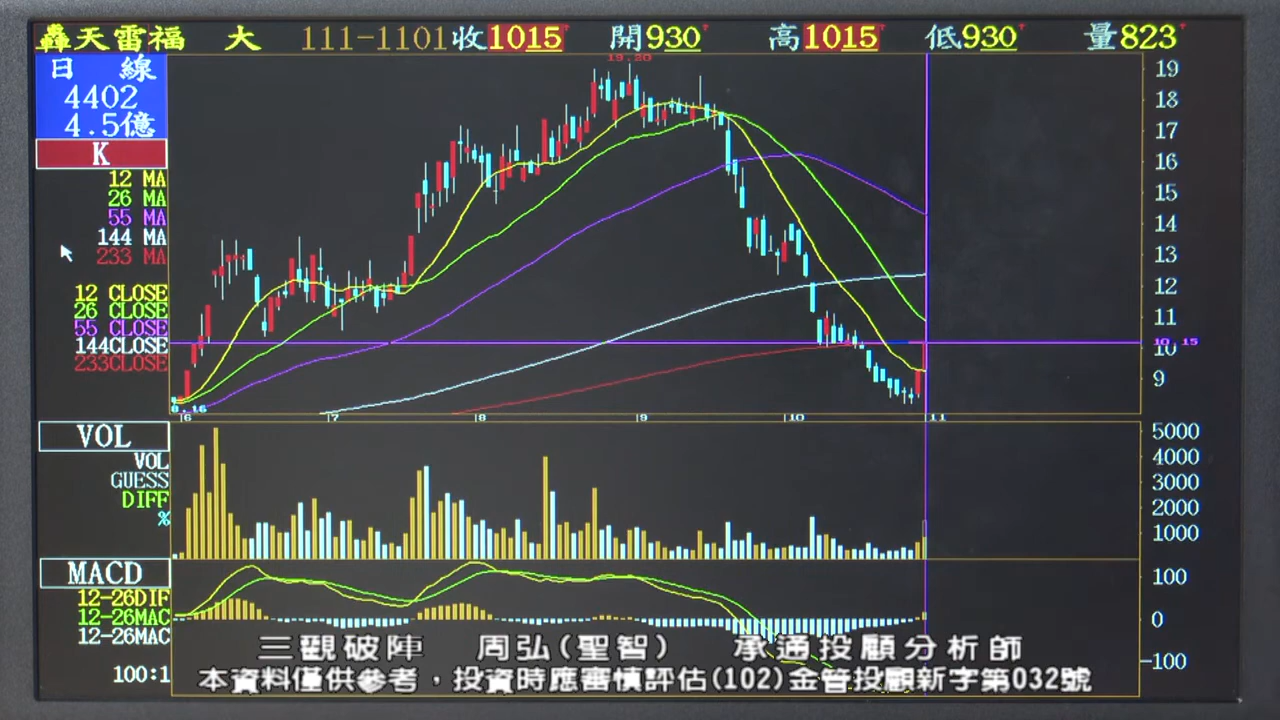 轟天雷福 大 111-1101收1015 開930 高1015 低930 量823
日 線
4402
4.5億
K
12 MA
26 MA
55 MA
144 MA
233 MA
12 CLOSE
26 CLOSE
55 CLOSE
144CLOSE
233CLOSE
19.20
19
18
17
16
15
14
13
12
11
10
10.15
9
8.16
6 7 8 9 10 11
VOL
VOL
GUESS
DIFF
%
5000
4000
3000
2000
1000
MACD
12-26DIF
12-26MAC
12-26MAC
100:1
100
0
-100
三觀破陣 周弘(聖智) 承通投顧分析師
本資料僅供參考，投資時應審慎評估(102)金管投顧新字第032號